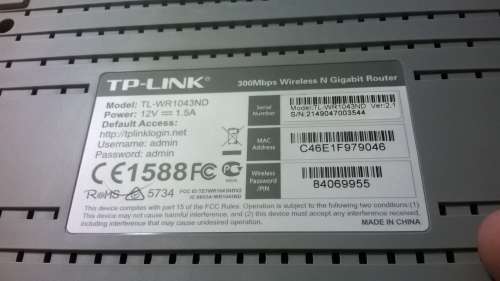 TP-LINK® 300Mbps Wireless N Gigabit Router
Model: TL-WR1043ND
Power: 12V ⎓ 1.5A
Default Access:
http://tplinklogin.net
Username: admin
Password: admin
Serial Number
TL-WR1043ND Ver:2.1
S/N:2149047003544
MAC Address
C46E1F979046
Wireless Password /PIN
84069955
CE1588 FC
RoHS 5734
This device complies with part 15 of the FCC Rules. Operation is subject to the following two conditions:(1)
This device may not cause harmful interference, and (2) this device must accept any interference
received, including interference that may cause undesired operation.
MADE IN CHINA